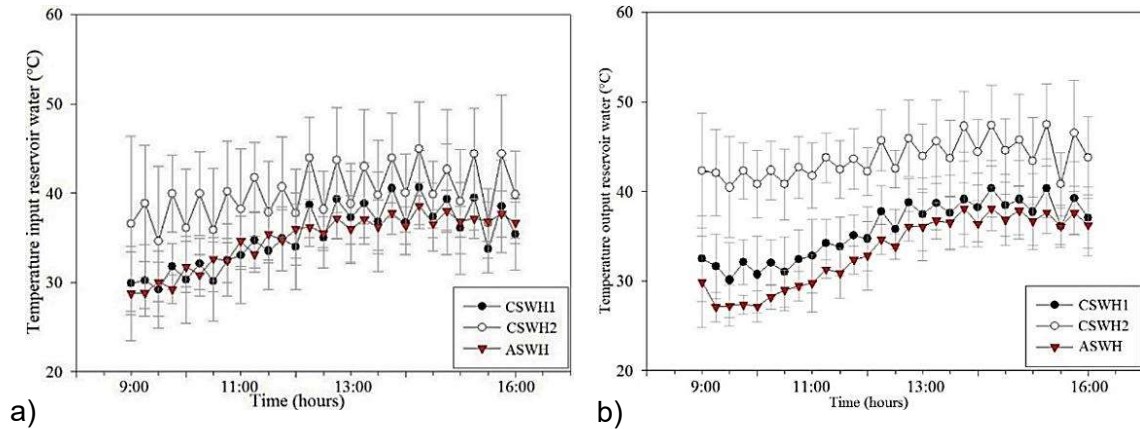 60
50
40
30
20
Temperature input reservoir water (°C)
CSWH1
CSWH2
ASWH
9:00 11:00 13:00 16:00
Time (hours)
a)
60
50
40
30
20
Temperature output reservoir water (°C)
CSWH1
CSWH2
ASWH
9:00 11:00 13:00 16:00
Time (hours)
b)